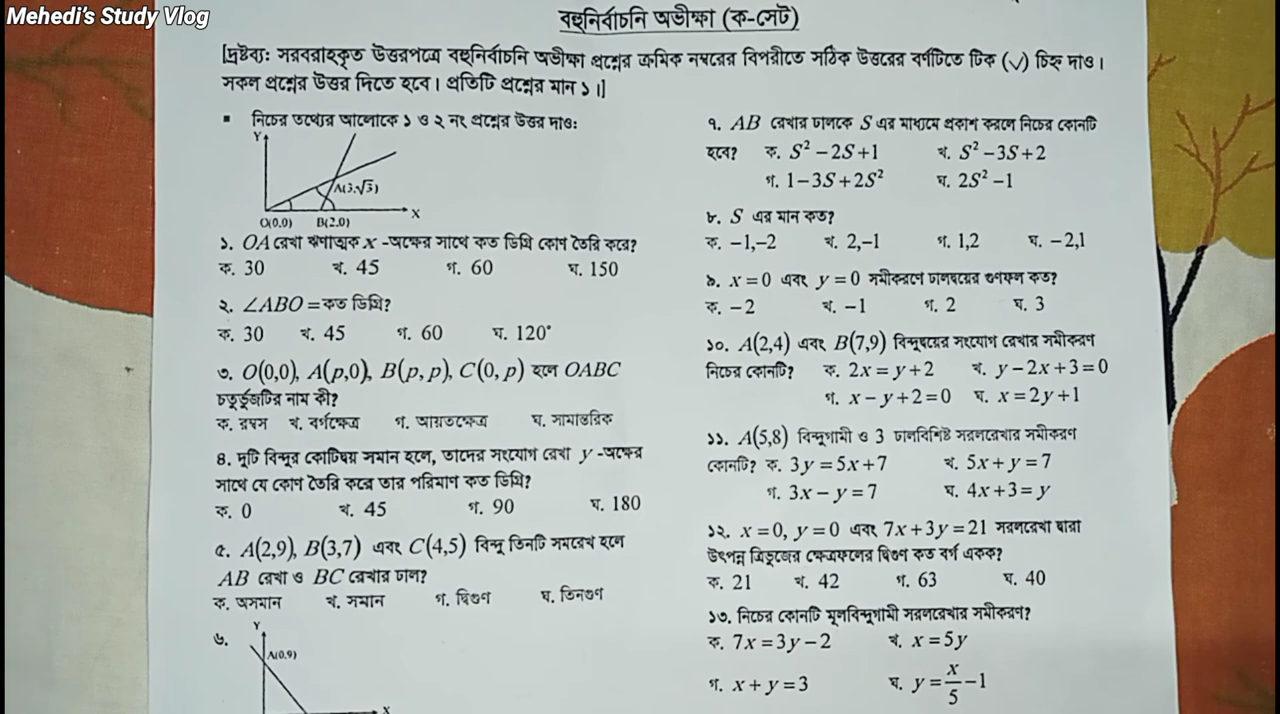 Mehedi's Study Vlog
বহুনির্বাচনি অভীক্ষা (ক-সেট)
[দ্রষ্টব্য: সরবরাহকৃত উত্তরপত্রে বহুনির্বাচনি অভীক্ষা প্রশ্নের ক্রমিক নম্বরের বিপরীতে সঠিক উত্তরের বর্ণটিতে টিক (√) চিহ্ন দাও।
সকল প্রশ্নের উত্তর দিতে হবে। প্রতিটি প্রশ্নের মান ১।]
▪ নিচের তথ্যের আলোকে ১ ও ২ নং প্রশ্নের উত্তর দাও:
Y
A(3,√3)
O(0,0) B(2,0) X
১. OA রেখা ঋণাত্মক x -অক্ষের সাথে কত ডিগ্রি কোণ তৈরি করে?
ক. 30 খ. 45 গ. 60 ঘ. 150
২. ∠ABO = কত ডিগ্রি?
ক. 30 খ. 45 গ. 60 ঘ. 120°
৩. O(0,0), A(p,0), B(p,p), C(0,p) হলে OABC
চতুর্ভুজটির নাম কী?
ক. রম্বস খ. বর্গক্ষেত্র গ. আয়তক্ষেত্র ঘ. সামান্তরিক
৪. দুটি বিন্দুর কোটিদ্বয় সমান হলে, তাদের সংযোগ রেখা y -অক্ষের
সাথে যে কোণ তৈরি করে তার পরিমাণ কত ডিগ্রি?
ক. 0 খ. 45 গ. 90 ঘ. 180
৫. A(2,9), B(3,7) এবং C(4,5) বিন্দু তিনটি সমরেখ হলে
AB রেখা ও BC রেখার ঢাল?
ক. অসমান খ. সমান গ. দ্বিগুণ ঘ. তিনগুণ
৬. Y
A(0,9)
X
৭. AB রেখার ঢালকে S এর মাধ্যমে প্রকাশ করলে নিচের কোনটি
হবে? ক. S² − 2S + 1 খ. S² − 3S + 2
গ. 1 − 3S + 2S² ঘ. 2S² − 1
৮. S এর মান কত?
ক. −1,−2 খ. 2,−1 গ. 1,2 ঘ. −2,1
৯. x = 0 এবং y = 0 সমীকরণে ঢালদ্বয়ের গুণফল কত?
ক. −2 খ. −1 গ. 2 ঘ. 3
১০. A(2,4) এবং B(7,9) বিন্দুদ্বয়ের সংযোগ রেখার সমীকরণ
নিচের কোনটি? ক. 2x = y + 2 খ. y − 2x + 3 = 0
গ. x − y + 2 = 0 ঘ. x = 2y + 1
১১. A(5,8) বিন্দুগামী ও 3 ঢালবিশিষ্ট সরলরেখার সমীকরণ
কোনটি? ক. 3y = 5x + 7 খ. 5x + y = 7
গ. 3x − y = 7 ঘ. 4x + 3 = y
১২. x = 0, y = 0 এবং 7x + 3y = 21 সরলরেখা দ্বারা
উৎপন্ন ত্রিভুজের ক্ষেত্রফলের দ্বিগুণ কত বর্গ একক?
ক. 21 খ. 42 গ. 63 ঘ. 40
১৩. নিচের কোনটি মূলবিন্দুগামী সরলরেখার সমীকরণ?
ক. 7x = 3y − 2 খ. x = 5y
গ. x + y = 3 ঘ. y = x/5 − 1